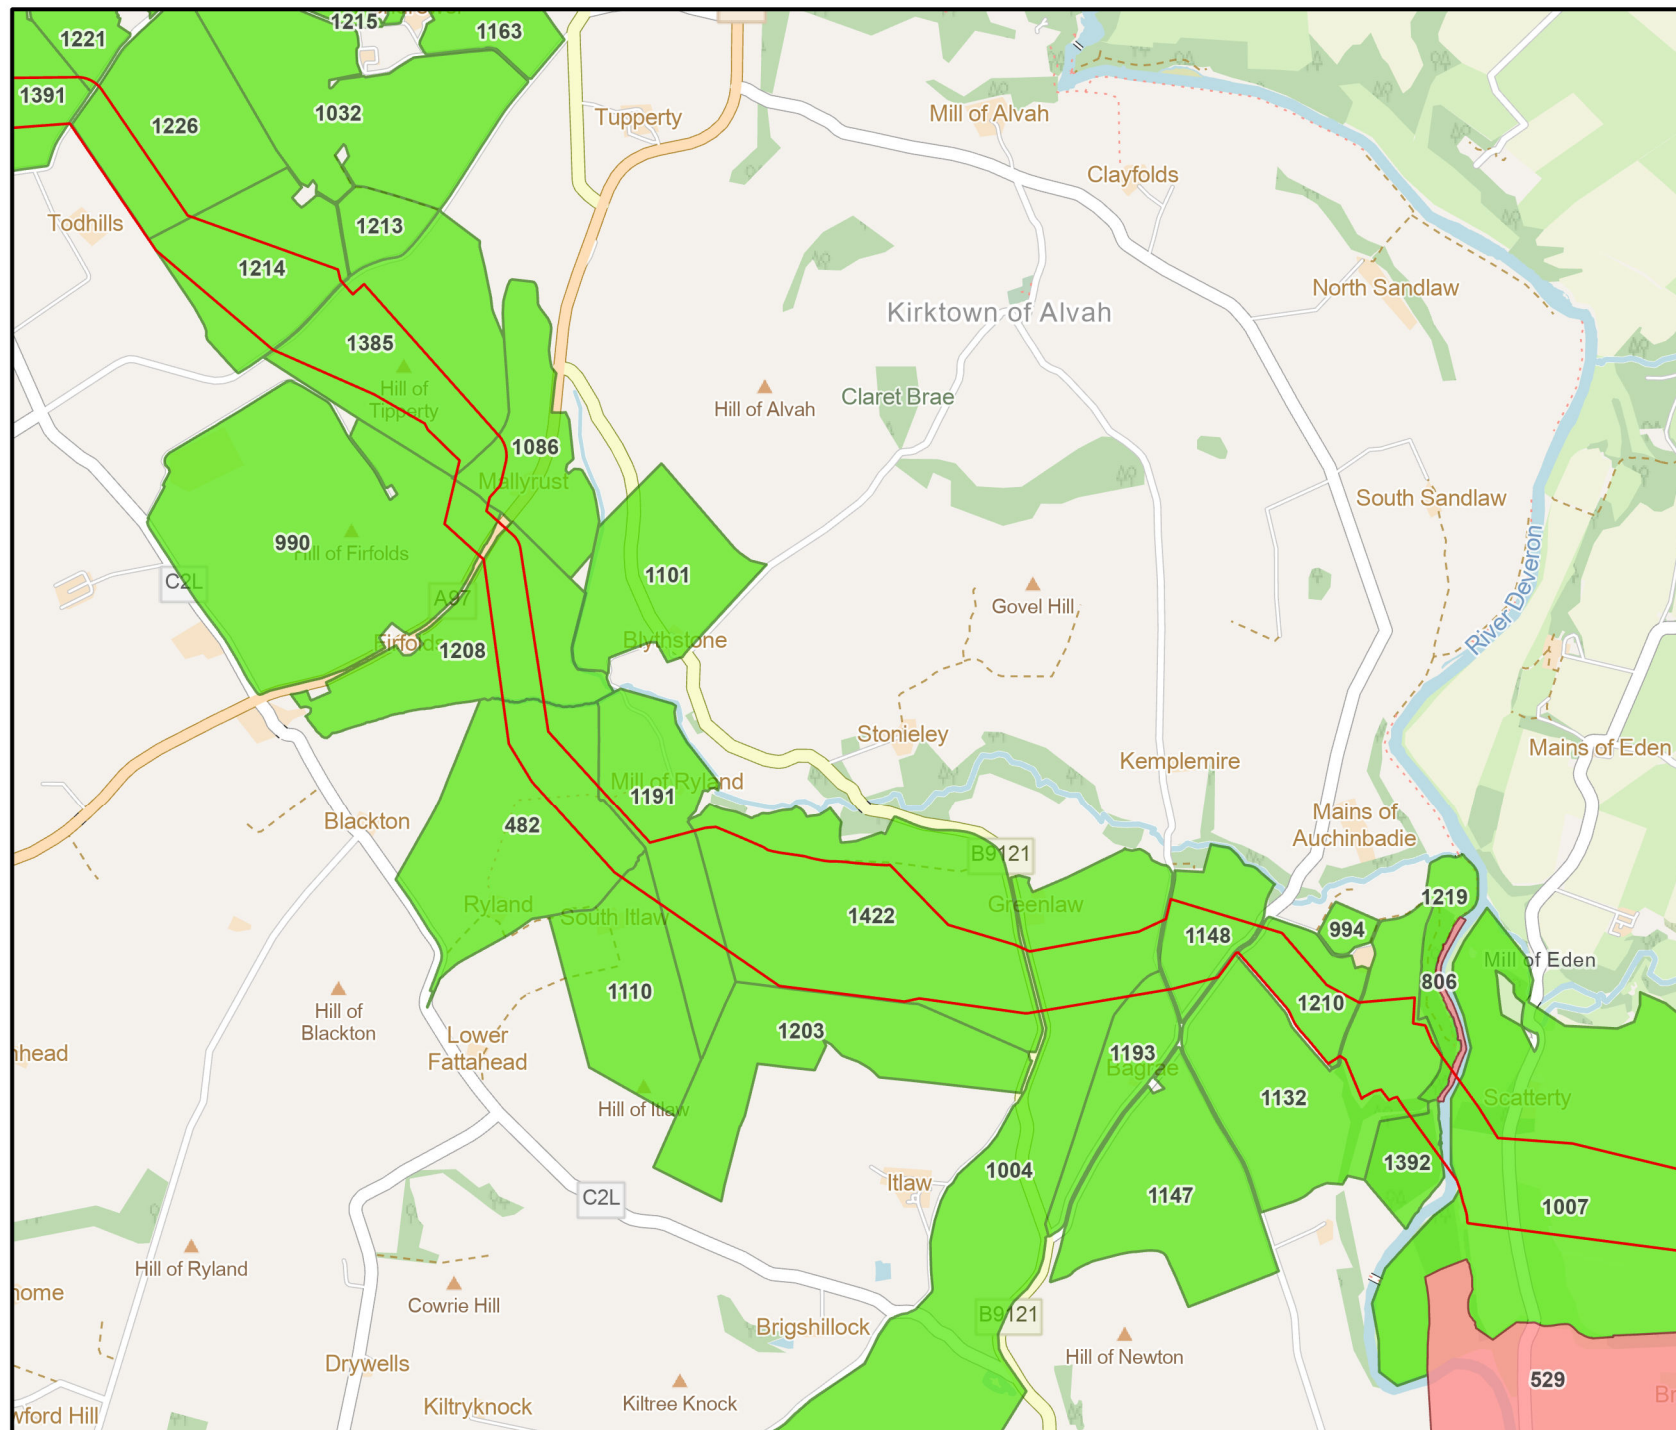 1215
1221
1163
1391
1226
1032
Tupperty
Mill of Alvah
Clayfolds
Todhills
1213
1214
North Sandlaw
Kirktown of Alvah
1385
Hill of
Tipperty
Hill of Alvah
Claret Brae
1086
Mallyrust
South Sandlaw
990
Hill of Firfolds
C2L
A97
1101
Govel Hill
River Deveron
Firfolds
1208
Blythstone
Stonieley
Mains of Eden
Kemplemire
Mill of Ryland
1191
482
Blackton
Mains of
Auchinbadie
B9121
Ryland
South Itlaw
1422
Greenlaw
1219
994
1148
Mill of Eden
806
1110
Hill of
Blackton
1210
1203
Lower
Fattahead
nhead
1193
Bagrae
Hill of Itlaw
1132
Scatterty
1004
1392
Itlaw
C2L
1147
1007
Hill of Ryland
Cowrie Hill
ome
B9121
Brigshillock
Hill of Newton
Drywells
529
Kiltryknock
Kiltree Knock
wford Hill
Br